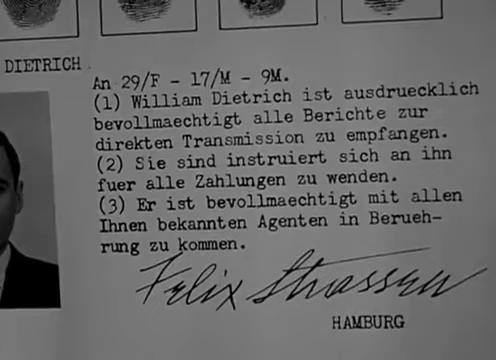 DIETRICH
An 29/F - 17/M - 9M.
(1) William Dietrich ist ausdruecklich
bevollmaechtigt alle Berichte zur
direkten Transmission zu empfangen.
(2) Sie sind instruiert sich an ihn
fuer alle Zahlungen zu wenden.
(3) Er ist bevollmaechtigt mit allen
Ihnen bekannten Agenten in Berueh-
rung zu kommen.
Felix Strassen
HAMBURG